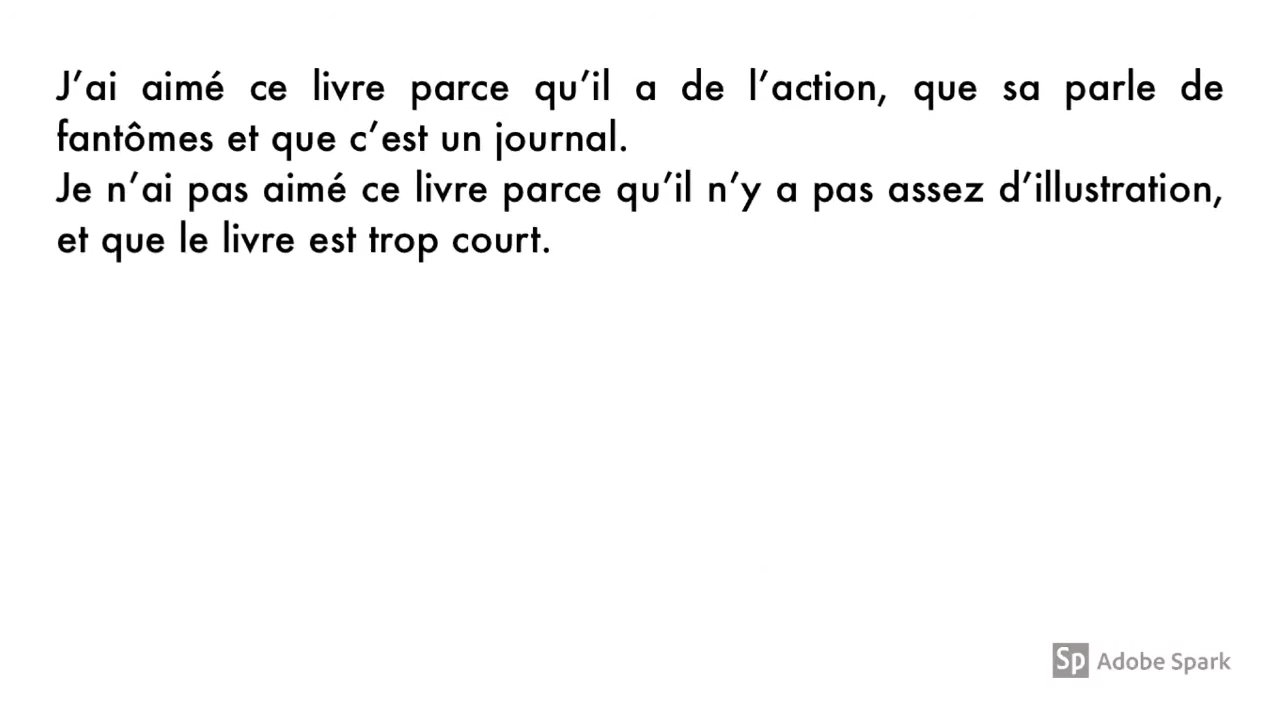 J’ai aimé ce livre parce qu’il a de l’action, que sa parle de
fantômes et que c’est un journal.
Je n’ai pas aimé ce livre parce qu’il n’y a pas assez d’illustration,
et que le livre est trop court.
Sp Adobe Spark